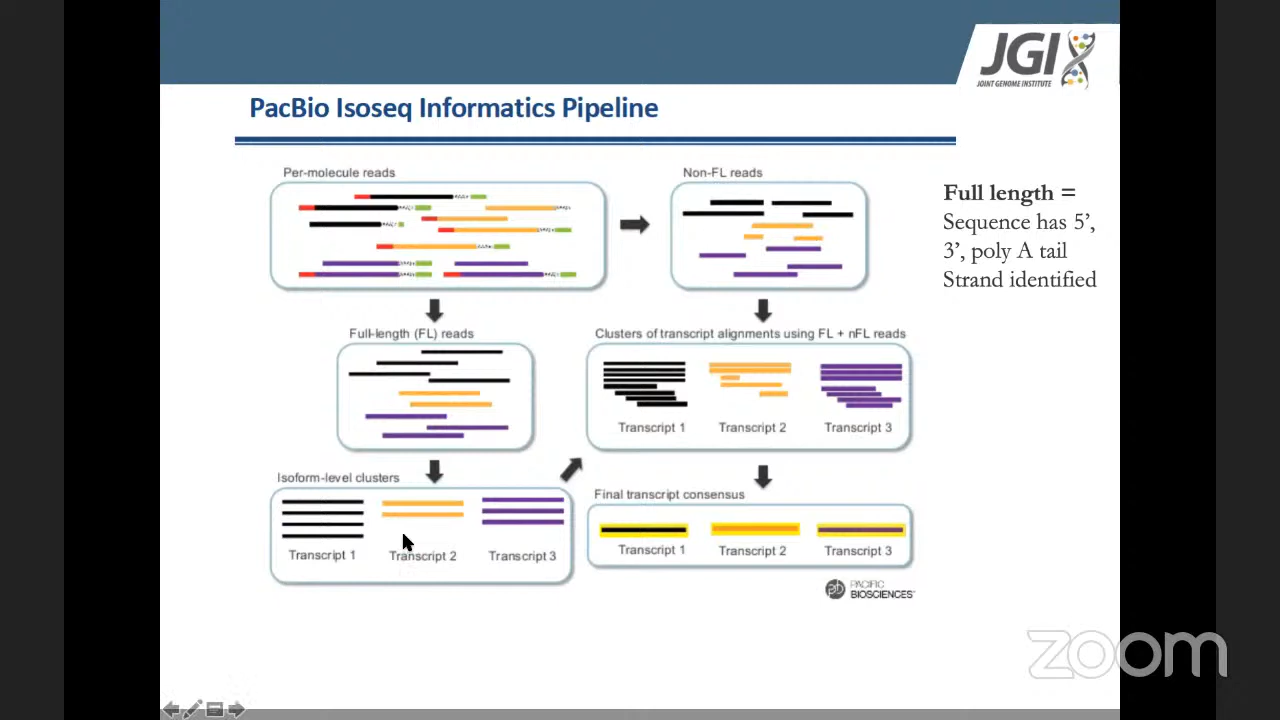 JGI
JOINT GENOME INSTITUTE
PacBio Isoseq Informatics Pipeline
Per-molecule reads
Non-FL reads
Full length =
Sequence has 5’,
3’, poly A tail
Strand identified
Full-length (FL) reads
Clusters of transcript alignments using FL + nFL reads
Transcript 1
Transcript 2
Transcript 3
Isoform-level clusters
Transcript 1
Transcript 2
Transcript 3
Final transcript consensus
Transcript 1
Transcript 2
Transcript 3
PACIFIC
BIOSCIENCES
zoom